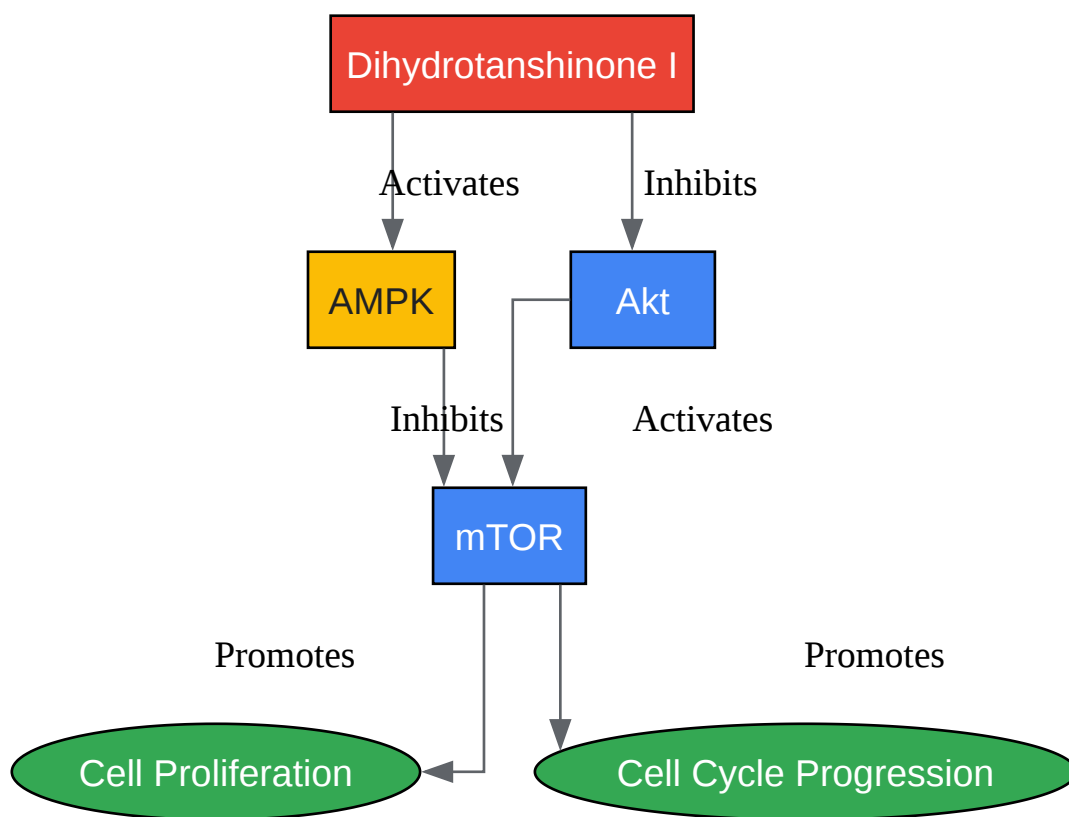 Dihydrotanshinone I
Activates
Inhibits
AMPK
Akt
Inhibits
Activates
mTOR
Promotes
Promotes
Cell Proliferation
Cell Cycle Progression